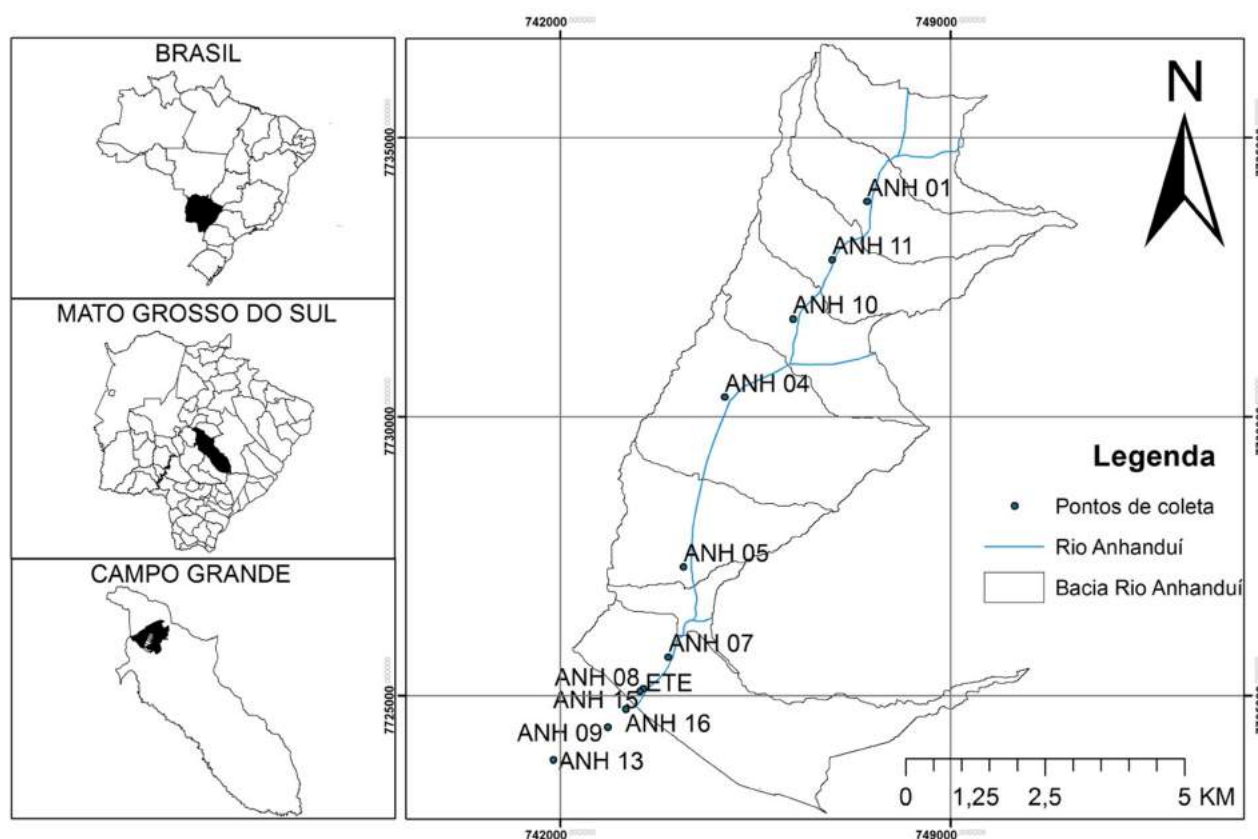 BRASIL
MATO GROSSO DO SUL
CAMPO GRANDE
742000
749000
7735000
7730000
7725000
N
ANH 01
ANH 11
ANH 10
ANH 04
ANH 05
ANH 07
ANH 08
ETE
ANH 15
ANH 16
ANH 09
ANH 13
Legenda
Pontos de coleta
Rio Anhanduí
Bacia Rio Anhanduí
0 1,25 2,5 5 KM
742000
749000